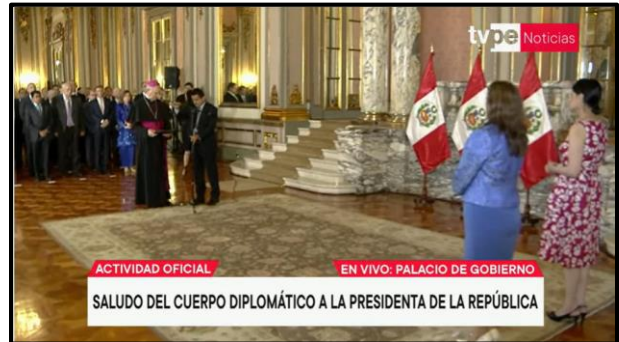 tvpe Noticias
ACTIVIDAD OFICIAL
EN VIVO: PALACIO DE GOBIERNO
SALUDO DEL CUERPO DIPLOMÁTICO A LA PRESIDENTA DE LA REPÚBLICA